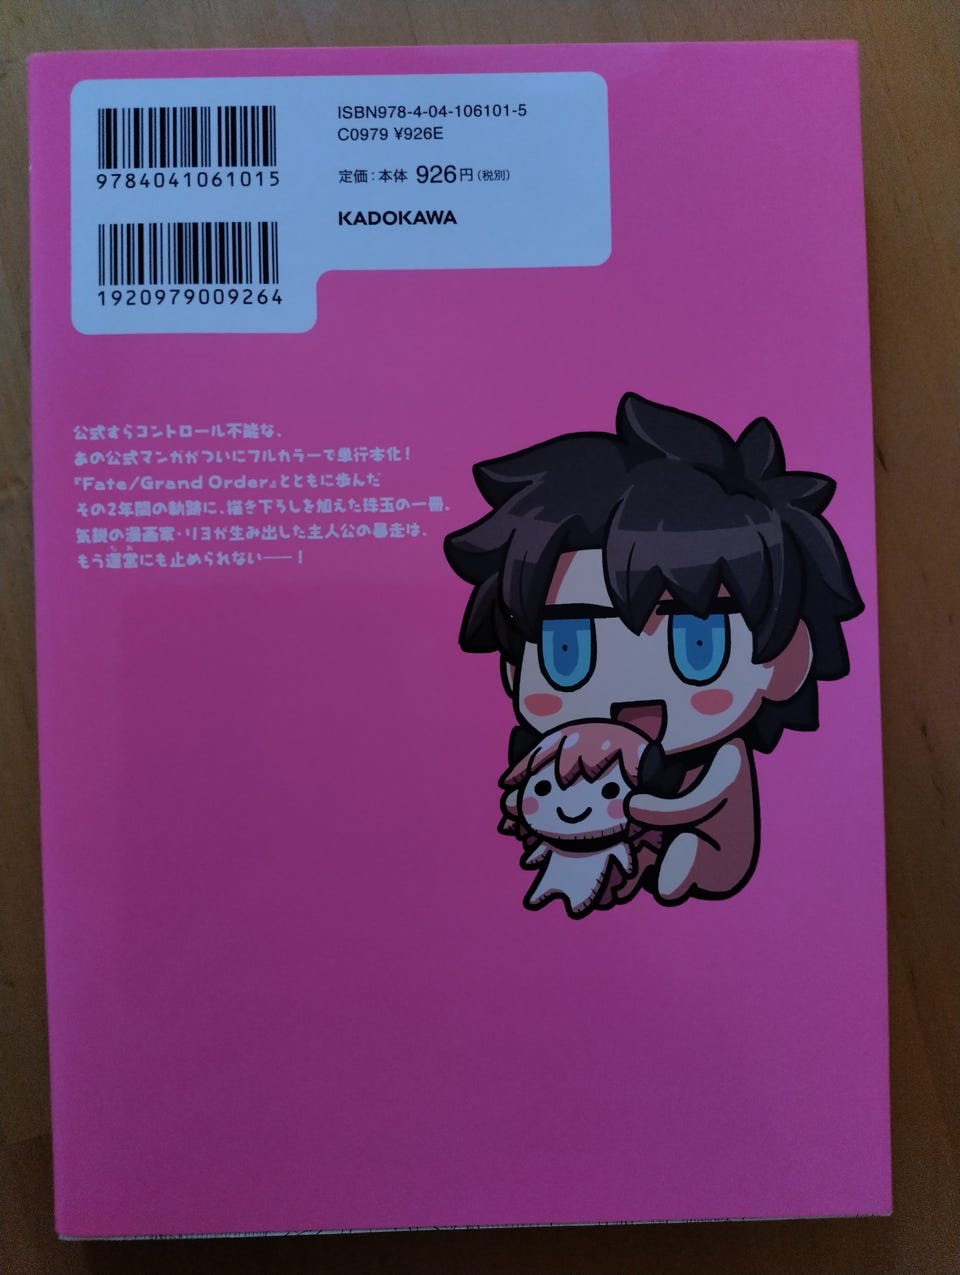 ISBN978-4-04-106101-5
C0979 ¥926E
9784041061015
定価：本体 926円（税別）
KADOKAWA
1920979009264
公式すらコントロール不能な、
あの公式マンガがついにフルカラーで単行本化！
『Fate/Grand Order』とともに歩んだ
その2年間の軌跡に、描き下ろしを加えた珠玉の一冊。
気鋭の漫画家・リヨが生み出した主人公の暴走は、
もう運営にも止められない――！